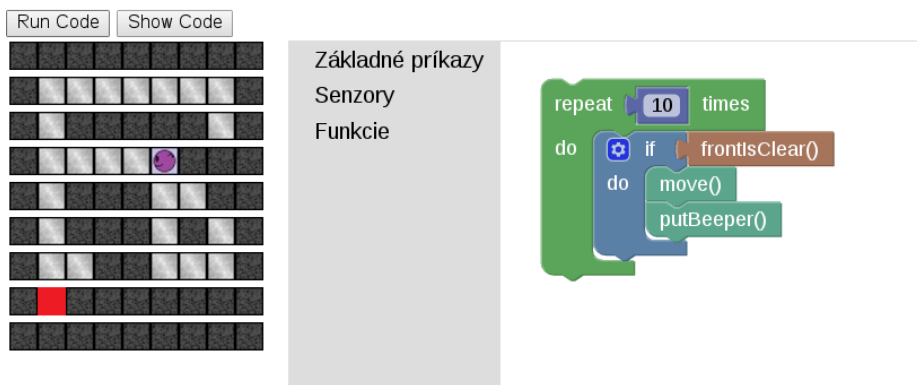 Run Code Show Code
Základné príkazy
Senzory
Funkcie
repeat 10 times
do if frontIsClear()
do move()
putBeeper()